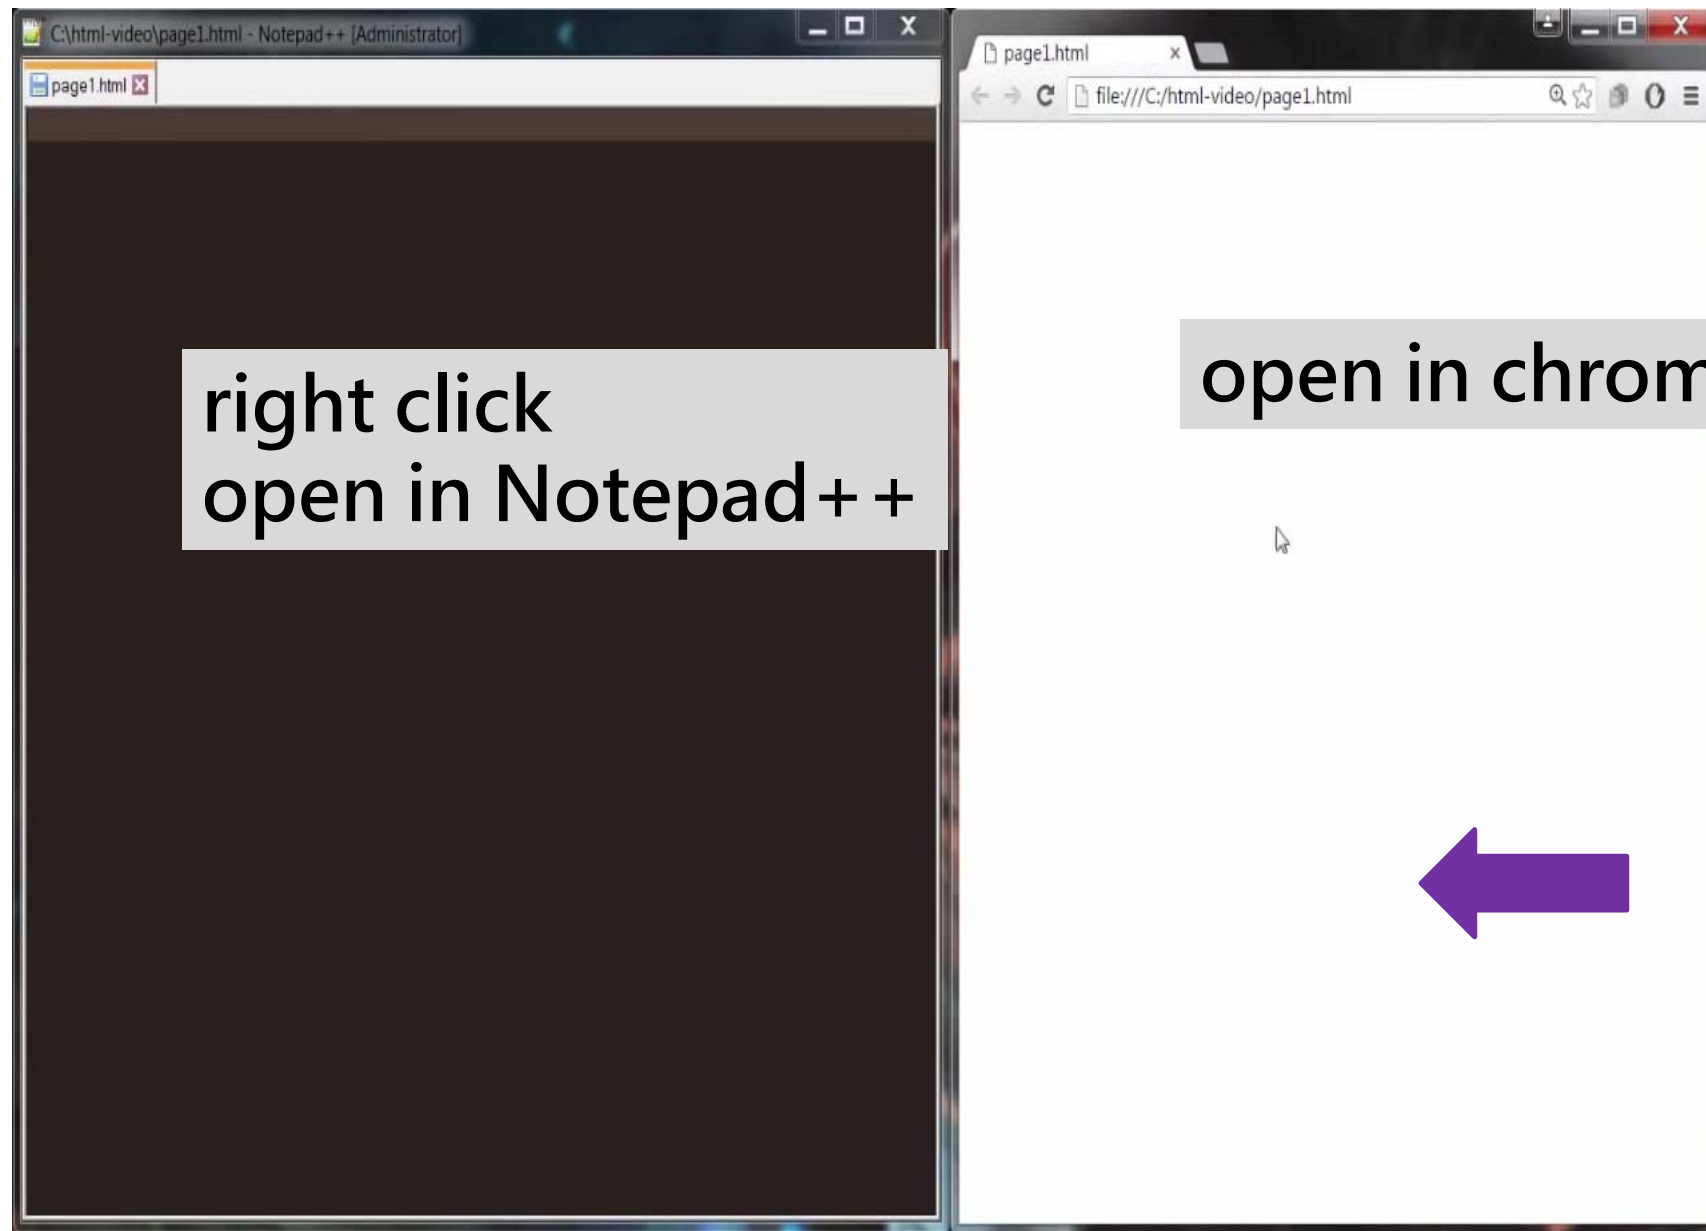 C:\html-video\page1.html - Notepad++ [Administrator]
page1.html
right click
open in Notepad++
page1.html
file:///C:/html-video/page1.html
open in chrom